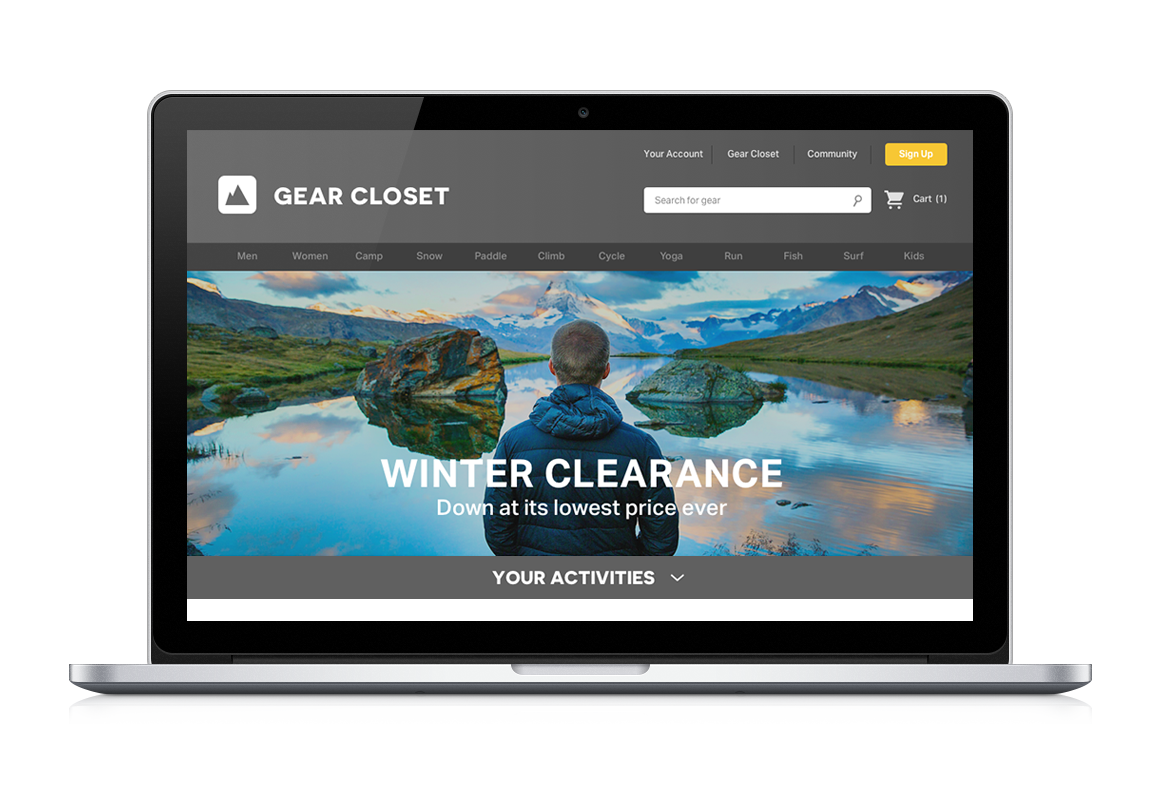 Your Account Gear Closet Community Sign Up
GEAR CLOSET
Search for gear Cart (1)
Men Women Camp Snow Paddle Climb Cycle Yoga Run Fish Surf Kids
WINTER CLEARANCE
Down at its lowest price ever
YOUR ACTIVITIES